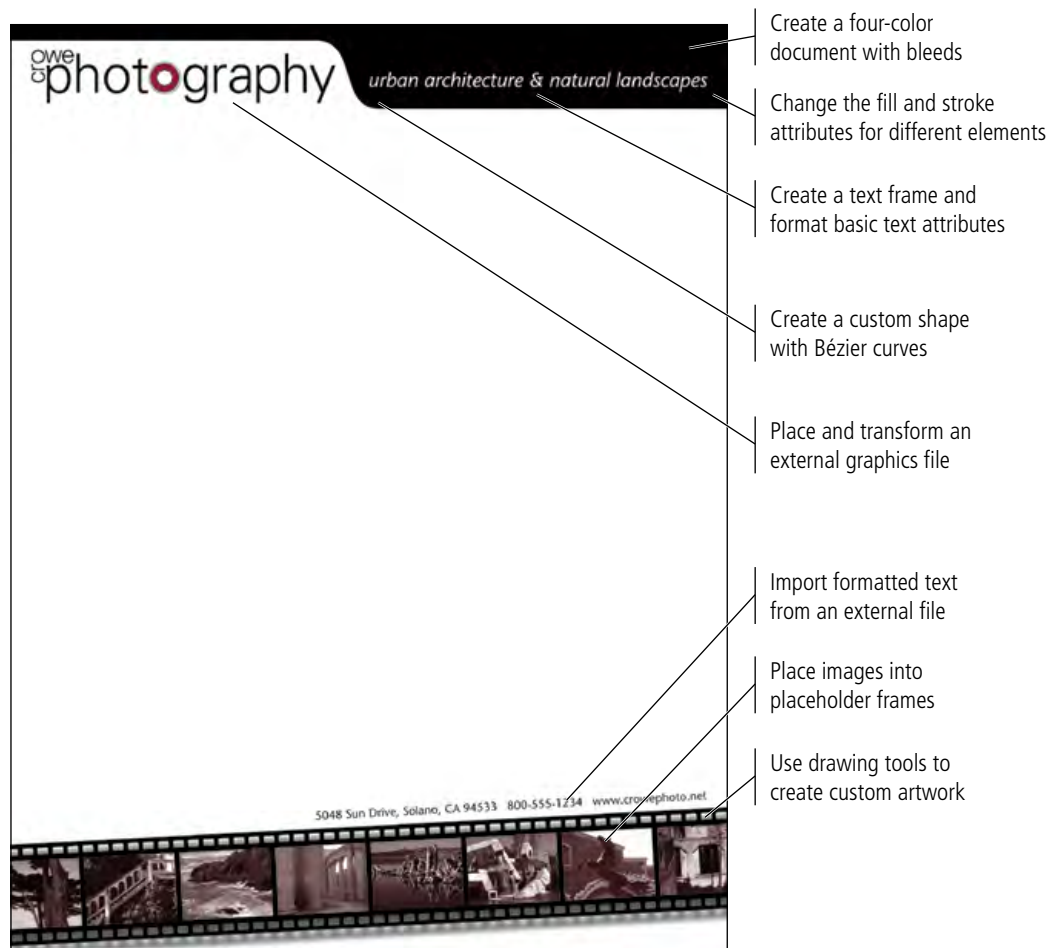 crowe
photography
urban architecture & natural landscapes
Create a four-color
document with bleeds
Change the fill and stroke
attributes for different elements
Create a text frame and
format basic text attributes
Create a custom shape
with Bézier curves
Place and transform an
external graphics file
Import formatted text
from an external file
Place images into
placeholder frames
Use drawing tools to
create custom artwork
5048 Sun Drive, Solano, CA 94533 800-555-1234 www.crowephoto.net